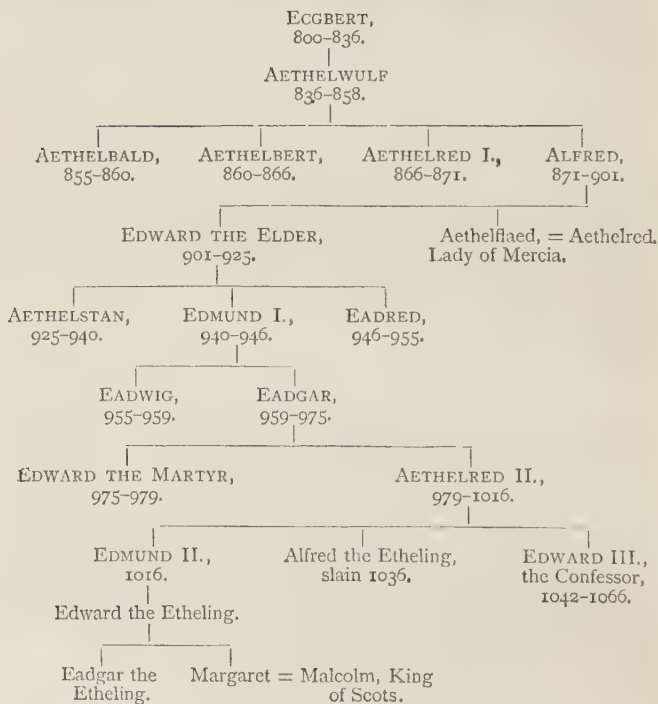 ECGBERT,
800–836.
AETHELWULF
836–858.
AETHELBALD, AETHELBERT, AETHELRED I., ALFRED,
855–860. 860–866. 866–871. 871–901.
EDWARD THE ELDER, Aethelflaed, = Aethelred.
901–925. Lady of Mercia.
AETHELSTAN, EDMUND I., EADRED,
925–940. 940–946. 946–955.
EADWIG, EADGAR,
955–959. 959–975.
EDWARD THE MARTYR, AETHELRED II.,
975–979. 979–1016.
EDMUND II., Alfred the Etheling, EDWARD III.,
1016. slain 1036. the Confessor,
1042–1066.
Edward the Etheling.
Eadgar the Margaret = Malcolm, King
Etheling. of Scots.